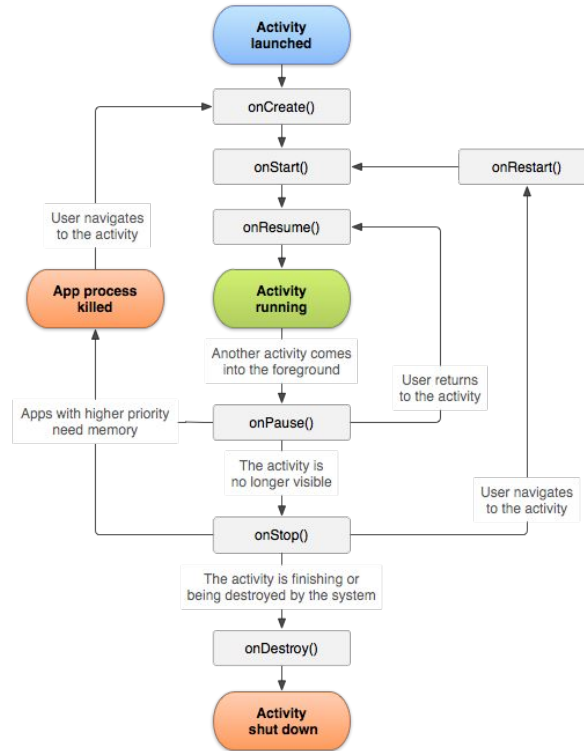 Activity
launched
onCreate()
onStart()
onRestart()
User navigates
to the activity
onResume()
App process
killed
Activity
running
Another activity comes
into the foreground
User returns
to the activity
Apps with higher priority
need memory
onPause()
The activity is
no longer visible
User navigates
to the activity
onStop()
The activity is finishing or
being destroyed by the system
onDestroy()
Activity
shut down